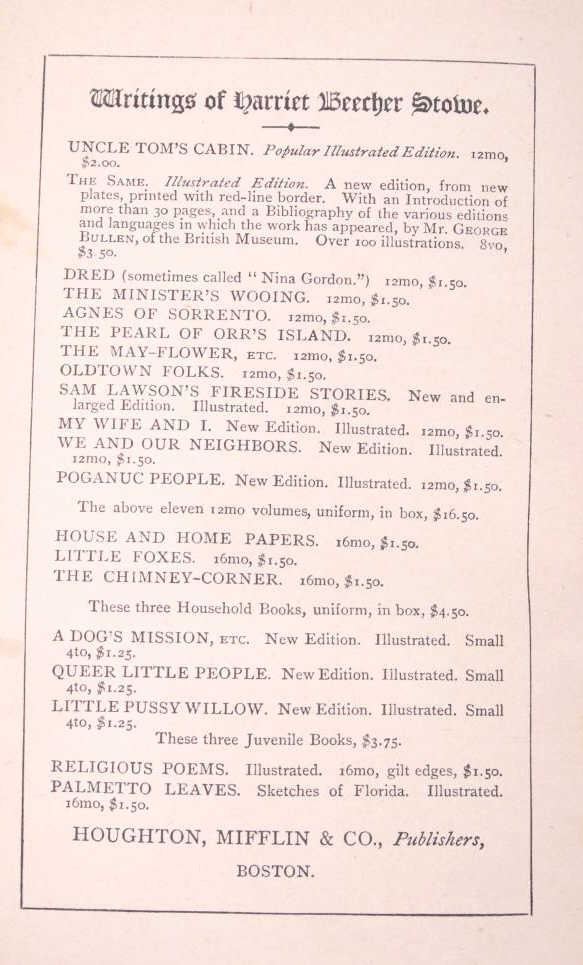 Writings of Harriet Beecher Stowe.
UNCLE TOM'S CABIN. Popular Illustrated Edition. 12mo,
$2.00.
THE SAME. Illustrated Edition. A new edition, from new
plates, printed with red-line border. With an Introduction of
more than 30 pages, and a Bibliography of the various editions
and languages in which the work has appeared, by Mr. GEORGE
BULLEN, of the British Museum. Over 100 illustrations. 8vo,
$3.50.
DRED (sometimes called "Nina Gordon.") 12mo, $1.50.
THE MINISTER'S WOOING. 12mo, $1.50.
AGNES OF SORRENTO. 12mo, $1.50.
THE PEARL OF ORR'S ISLAND. 12mo, $1.50.
THE MAY-FLOWER, ETC. 12mo, $1.50.
OLDTOWN FOLKS. 12mo, $1.50.
SAM LAWSON'S FIRESIDE STORIES. New and en-
larged Edition. Illustrated. 12mo, $1.50.
MY WIFE AND I. New Edition. Illustrated. 12mo, $1.50.
WE AND OUR NEIGHBORS. New Edition. Illustrated.
12mo, $1.50.
POGANUC PEOPLE. New Edition. Illustrated. 12mo, $1.50.
The above eleven 12mo volumes, uniform, in box, $16.50.
HOUSE AND HOME PAPERS. 16mo, $1.50.
LITTLE FOXES. 16mo, $1.50.
THE CHIMNEY-CORNER. 16mo, $1.50.
These three Household Books, uniform, in box, $4.50.
A DOG'S MISSION, ETC. New Edition. Illustrated. Small
4to, $1.25.
QUEER LITTLE PEOPLE. New Edition. Illustrated. Small
4to, $1.25.
LITTLE PUSSY WILLOW. New Edition. Illustrated. Small
4to, $1.25.
These three Juvenile Books, $3.75.
RELIGIOUS POEMS. Illustrated. 16mo, gilt edges, $1.50.
PALMETTO LEAVES. Sketches of Florida. Illustrated.
16mo, $1.50.
HOUGHTON, MIFFLIN & CO., Publishers,
BOSTON.